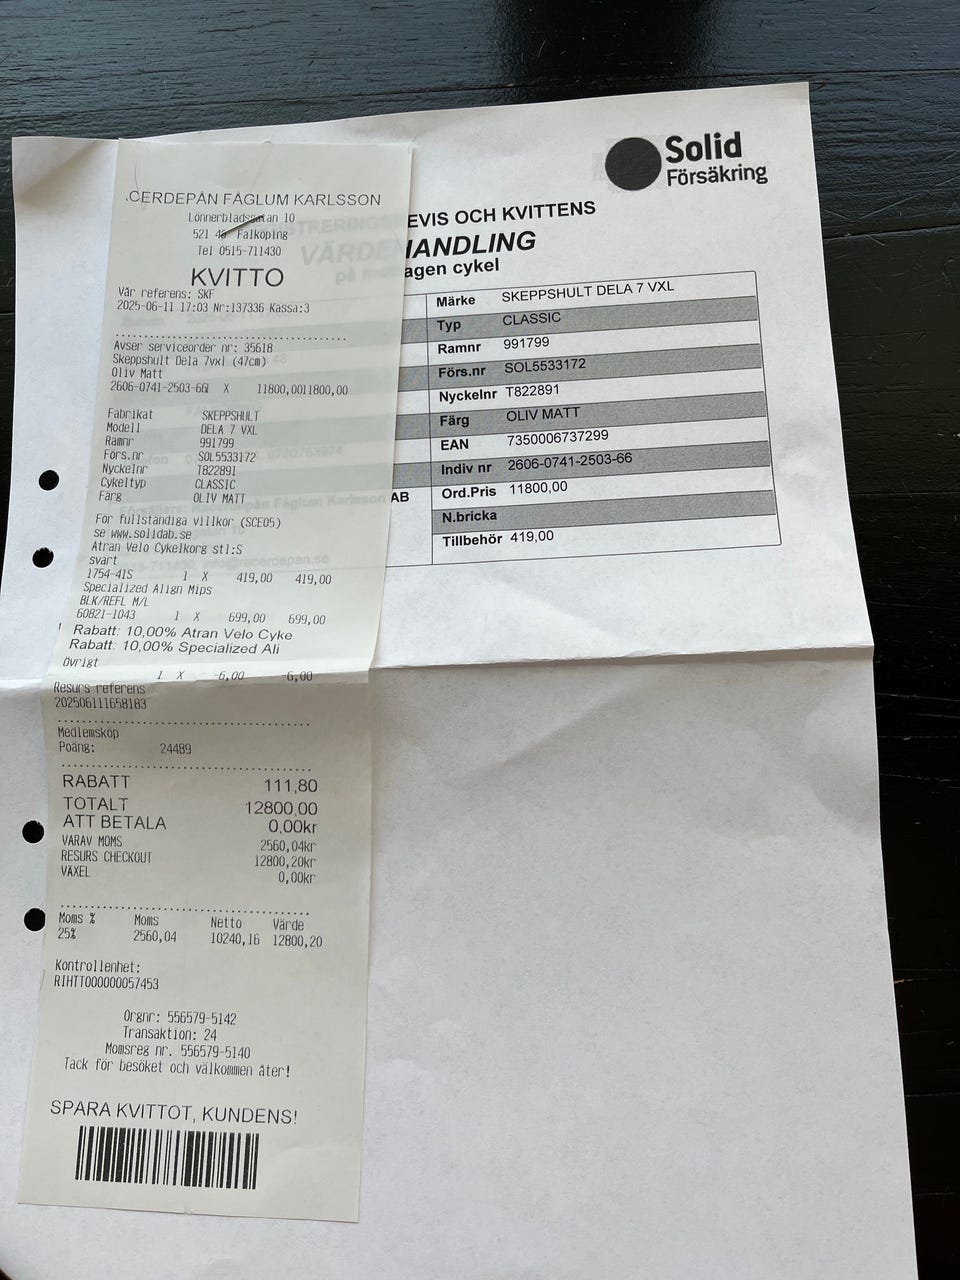 .CERDEPÅN FÅGLUM KARLSSON
Lönnerbladsgatan 10
521 46 Falköping
Tel 0515-711430
KVITTO
Vår referens: SKF
2025-06-11 17:03 Nr:137336 Kassa:3
Avser serviceorder nr: 35618
Skeppshult Dela 7vxl (47cm)
Oliv Matt
2606-0741-2503-66 X 11800,0011800,00
Fabrikat SKEPPSHULT
Modell DELA 7 VXL
Ramnr 991799
Förs.nr SOL5533172
Nyckelnr T822891
Cykeltyp CLASSIC
Färg OLIV MATT
För fullständiga villkor (SCE05)
se www.solidab.se
Atran Velo Cykelkorg stl:S
svart
1754-41S 1 X 419,00 419,00
Specialized Align Mips
BLK/REFL M/L
60821-1043 1 X 699,00 699,00
Rabatt: 10,00% Atran Velo Cyke
Rabatt: 10,00% Specialized Ali
Övrigt
1 X -6,00 -6,00
Resurs referens
202506111658183
Medlemsköp
Poäng: 24489
RABATT 111,80
TOTALT 12800,00
ATT BETALA 0,00kr
VARAV MOMS 2560,04kr
RESURS CHECKOUT 12800,20kr
VÄXEL 0,00kr
Moms % Moms Netto Värde
25% 2560,04 10240,16 12800,20
Kontrollenhet:
RIHTT000000057453
Orgnr: 556579-5142
Transaktion: 24
Momsreg nr. 556579-5140
Tack för besöket och välkommen åter!
SPARA KVITTOT, KUNDENS!
Solid
Försäkring
EVIS OCH KVITTENS
VÄRDEHANDLING
agen cykel
Märke SKEPPSHULT DELA 7 VXL
Typ CLASSIC
Ramnr 991799
Förs.nr SOL5533172
Nyckelnr T822891
Färg OLIV MATT
EAN 7350006737299
Indiv nr 2606-0741-2503-66
Ord.Pris 11800,00
N.bricka
Tillbehör 419,00
AB